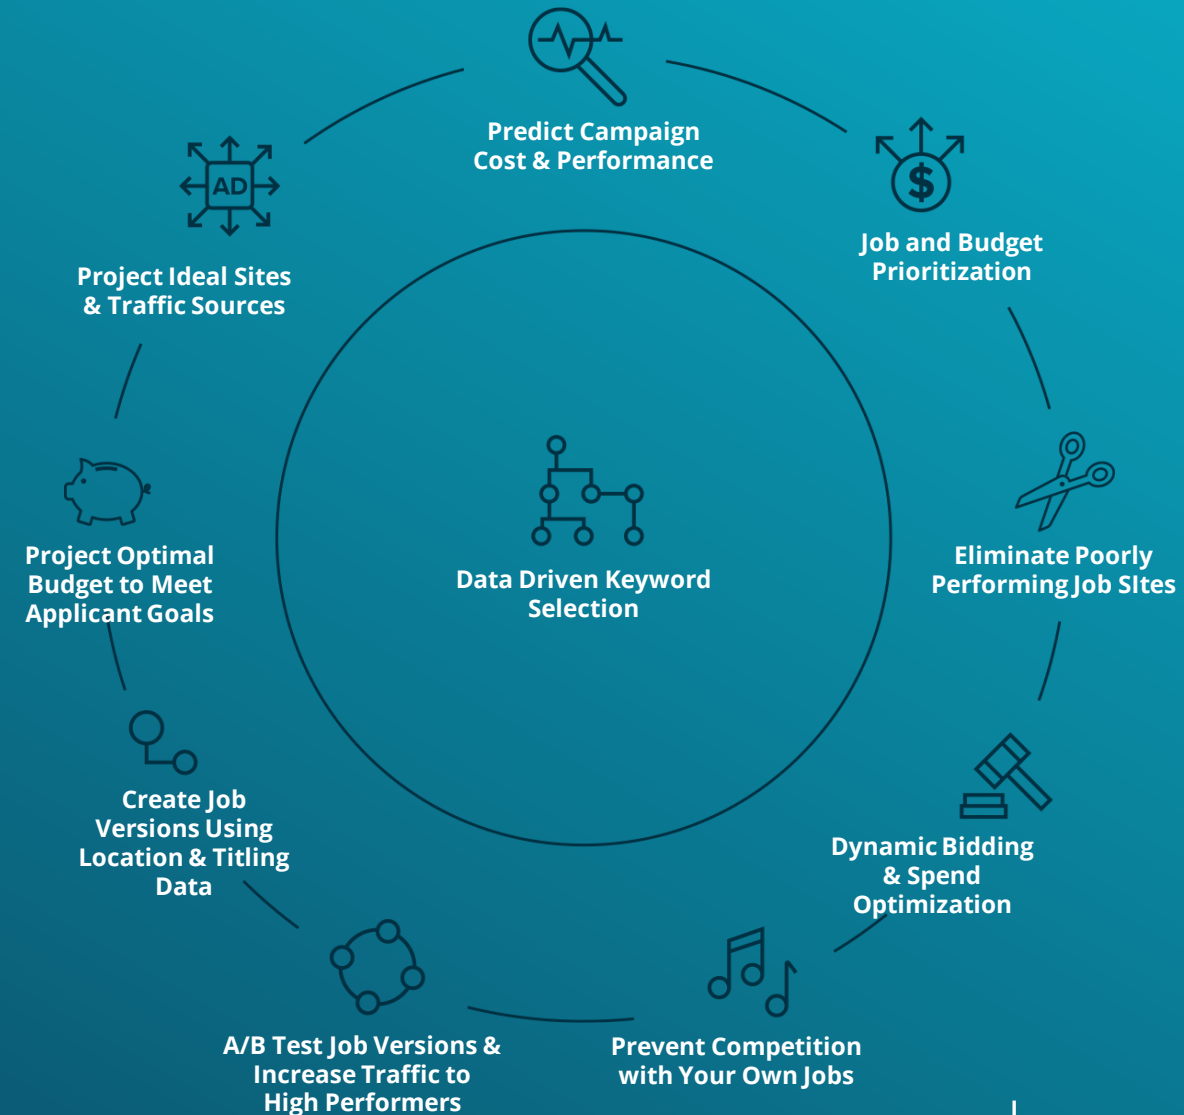 Predict Campaign
Cost & Performance
AD
$
Job and Budget
Prioritization
Project Ideal Sites
& Traffic Sources
Project Optimal
Budget to Meet
Applicant Goals
Data Driven Keyword
Selection
Eliminate Poorly
Performing Job SItes
Create Job
Versions Using
Location & Titling
Data
Dynamic Bidding
& Spend
Optimization
A/B Test Job Versions &
Increase Traffic to
High Performers
Prevent Competition
with Your Own Jobs